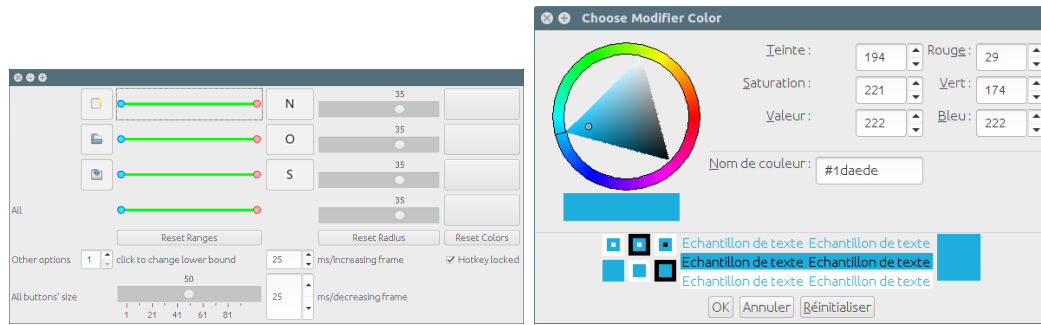 35
N
35
O
35
S
35
All
Reset Ranges Reset Radius Reset Colors
Other options 1 click to change lower bound 25 ms/increasing frame Hotkey locked
50
All buttons' size 25 ms/decreasing frame
1 21 41 61 81
Choose Modifier Color
Teinte : 194 Rouge : 29
Saturation : 221 Vert : 174
Valeur : 222 Bleu : 222
Nom de couleur : #1daede
Echantillon de texte Echantillon de texte
Echantillon de texte Echantillon de texte
Echantillon de texte Echantillon de texte
OK Annuler Réinitialiser